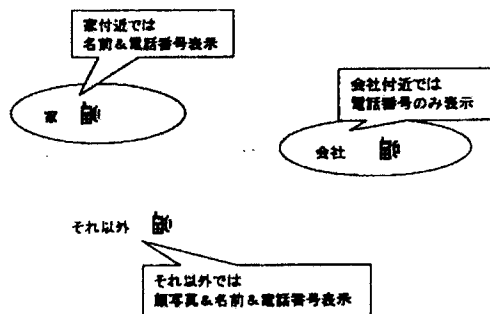 家付近では
名前&電話番号表示
会社付近では
電話番号のみ表示
家
会社
それ以外
それ以外では
顔写真&名前&電話番号表示